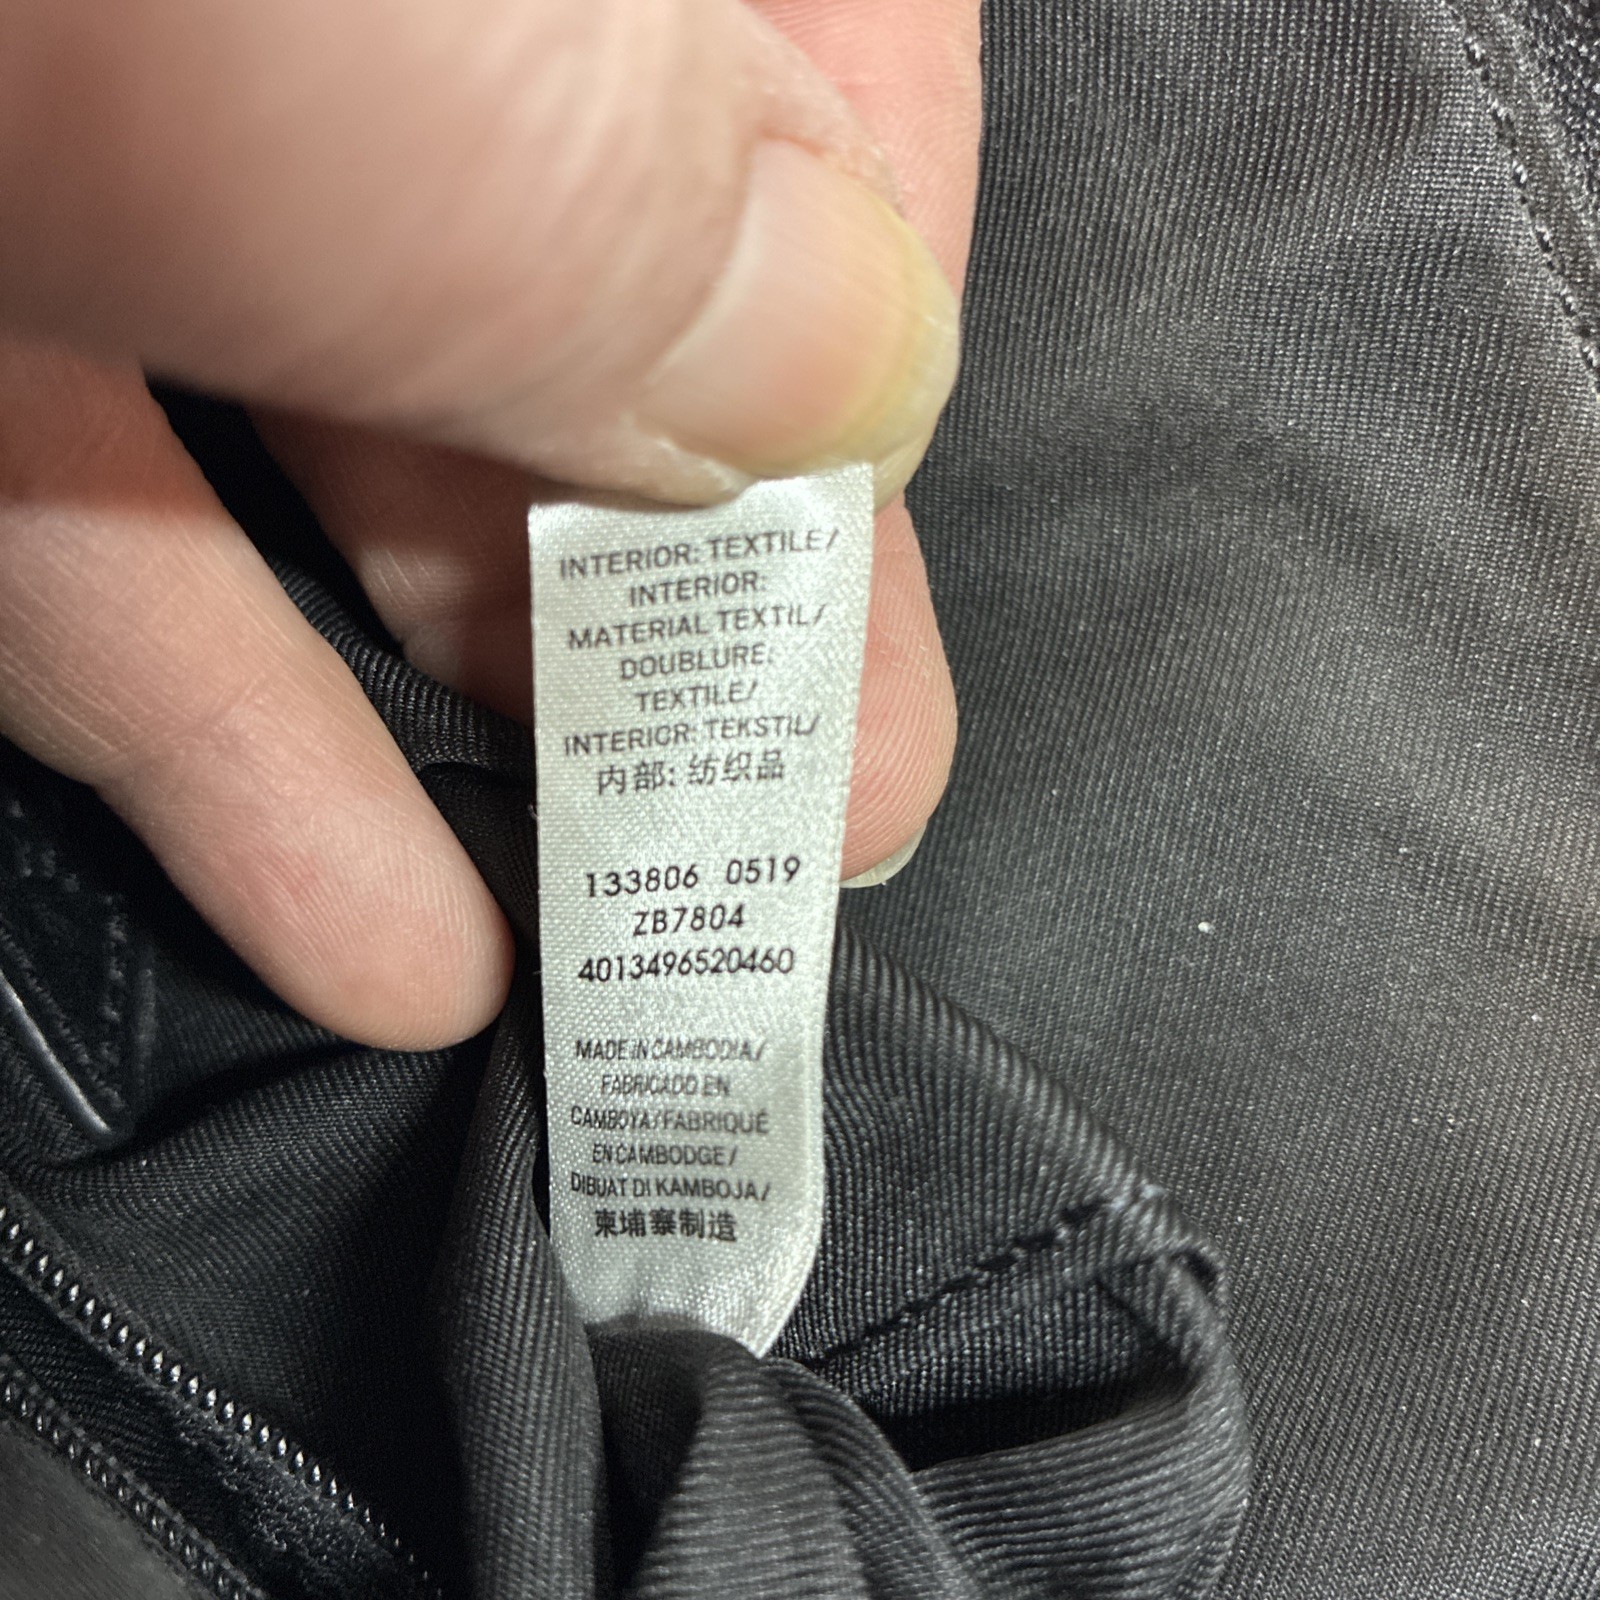 INTERIOR: TEXTILE/
INTERIOR:
MATERIAL TEXTIL/
DOUBLURE:
TEXTILE/
INTERIOR: TEKSTIL/
内部: 纺织品
133806 0519
ZB7804
4013496520460
MADE IN CAMBODIA/
FABRICADO EN
CAMBOYA/FABRIQUÉ
EN CAMBODGE/
DIBUAT DI KAMBOJA/
柬埔寨制造